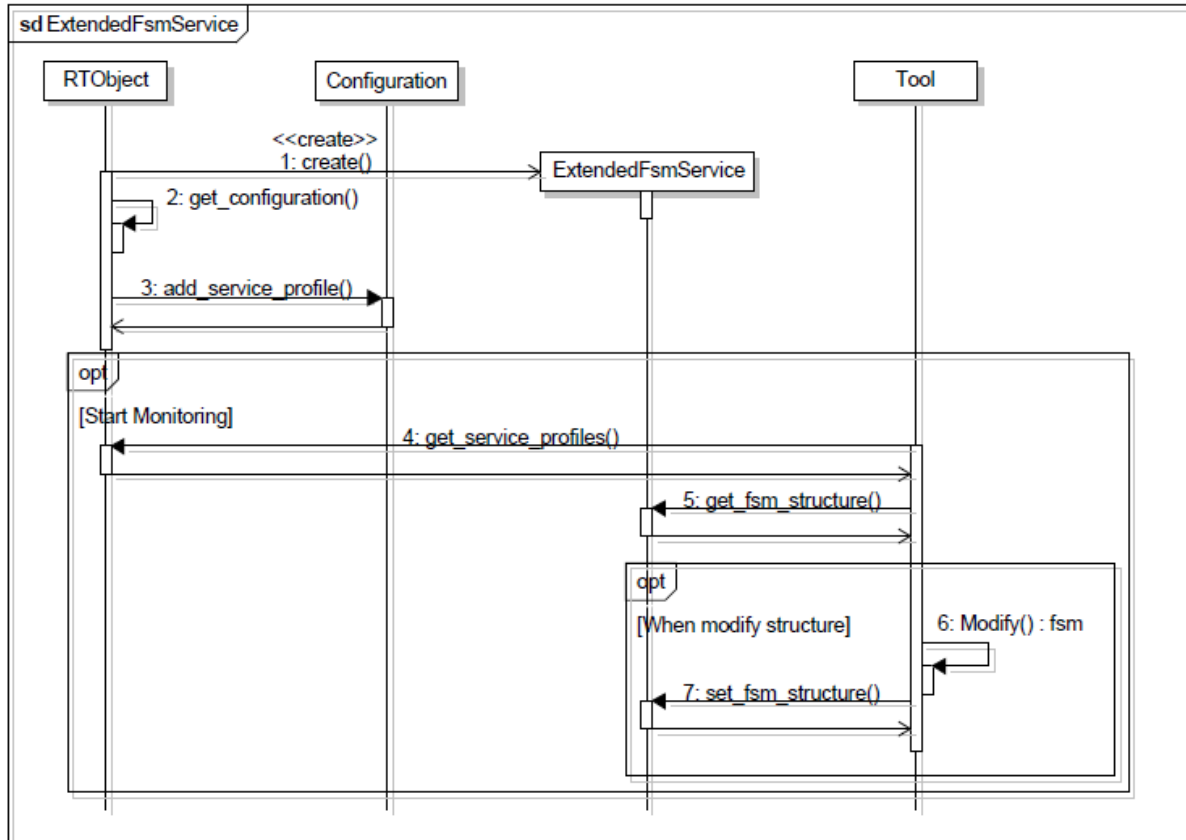 sd ExtendedFsmService
RTObject
Configuration
Tool
<<create>>
1: create()
ExtendedFsmService
2: get_configuration()
3: add_service_profile()
opt
[Start Monitoring]
4: get_service_profiles()
5: get_fsm_structure()
opt
[When modify structure]
6: Modify() : fsm
7: set_fsm_structure()